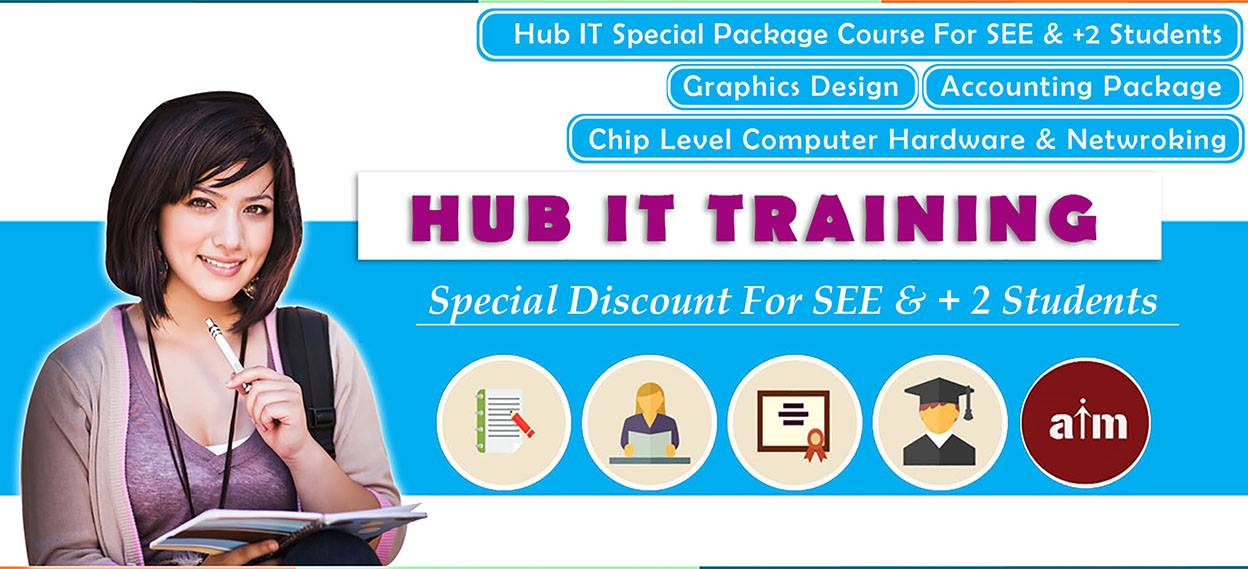 Hub IT Special Package Course For SEE & +2 Students
Graphics Design Accounting Package
Chip Level Computer Hardware & Netwroking
HUB IT TRAINING
Special Discount For SEE & + 2 Students
aim